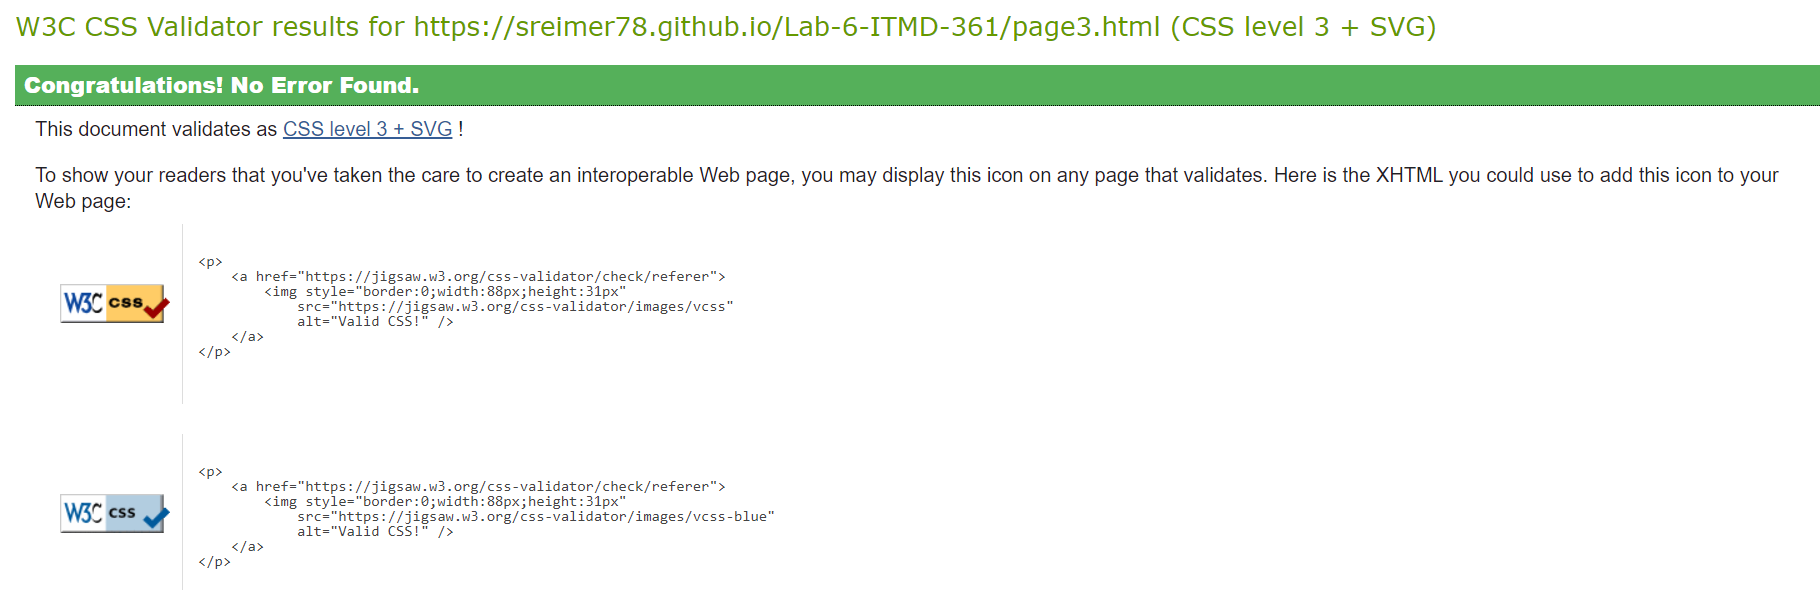 W3C CSS Validator results for https://sreimer78.github.io/Lab-6-ITMD-361/page3.html (CSS level 3 + SVG)
Congratulations! No Error Found.
This document validates as CSS level 3 + SVG !
To show your readers that you've taken the care to create an interoperable Web page, you may display this icon on any page that validates. Here is the XHTML you could use to add this icon to your
Web page:
<p>
<a href="https://jigsaw.w3.org/css-validator/check/referer">
<img style="border:0;width:88px;height:31px"
W3C css
src="https://jigsaw.w3.org/css-validator/images/vcss"
alt="Valid CSS!" />
</a>
</p>
<p>
<a href="https://jigsaw.w3.org/css-validator/check/referer">
<img style="border:0;width:88px;height:31px"
W3C css
src="https://jigsaw.w3.org/css-validator/images/vcss-blue"
alt="Valid CSS!" />
</a>
</p>